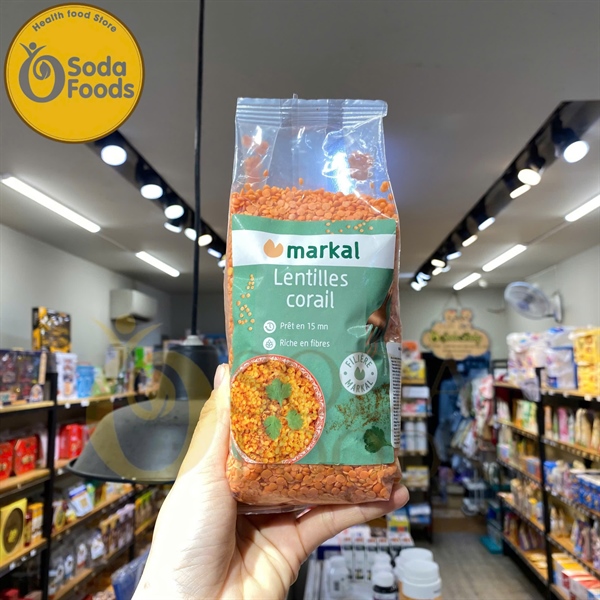 Health food Store
Soda
Foods
markal
Lentilles
corail
Prêt en 15 mn
Riche en fibres
FILIÈRE
MARKAL